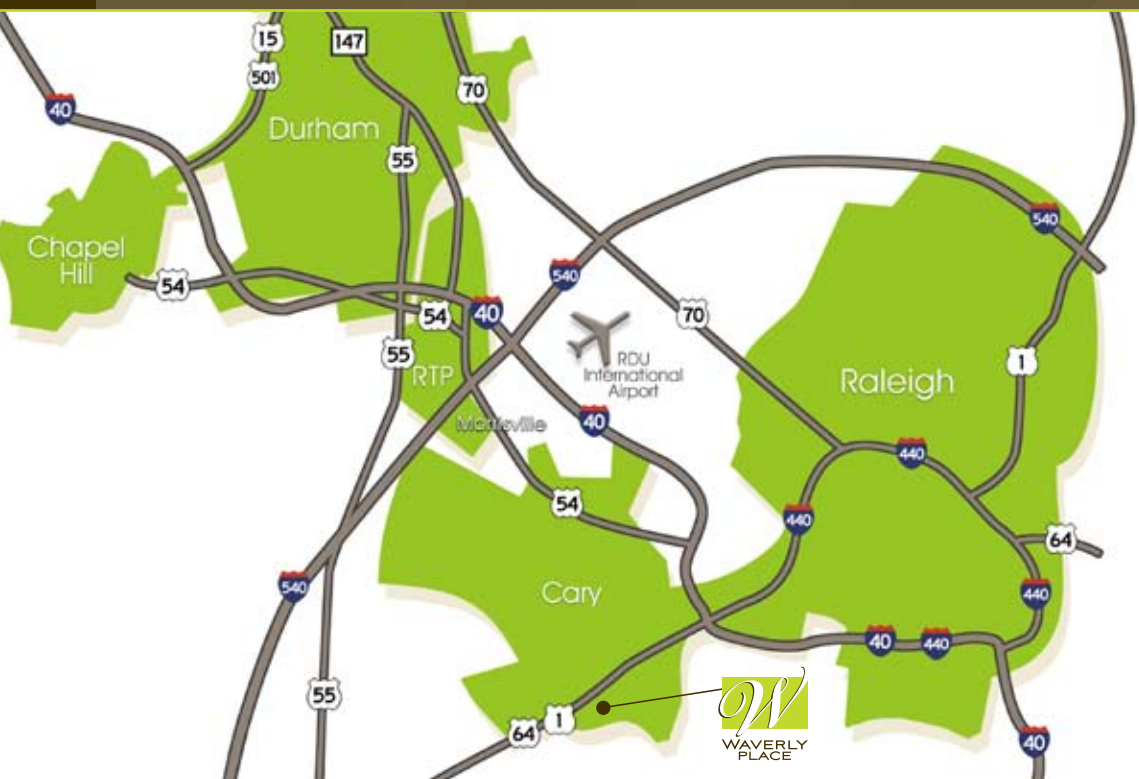 15
147
501
70
40
Durham
55
540
Chapel
Hill
54
540
40
54
70
RDU
International
Airport
55
RTP
1
Raleigh
Morrisville
40
440
54
440
64
540
Cary
440
40
440
55
64
1
W
WAVERLY
PLACE
40